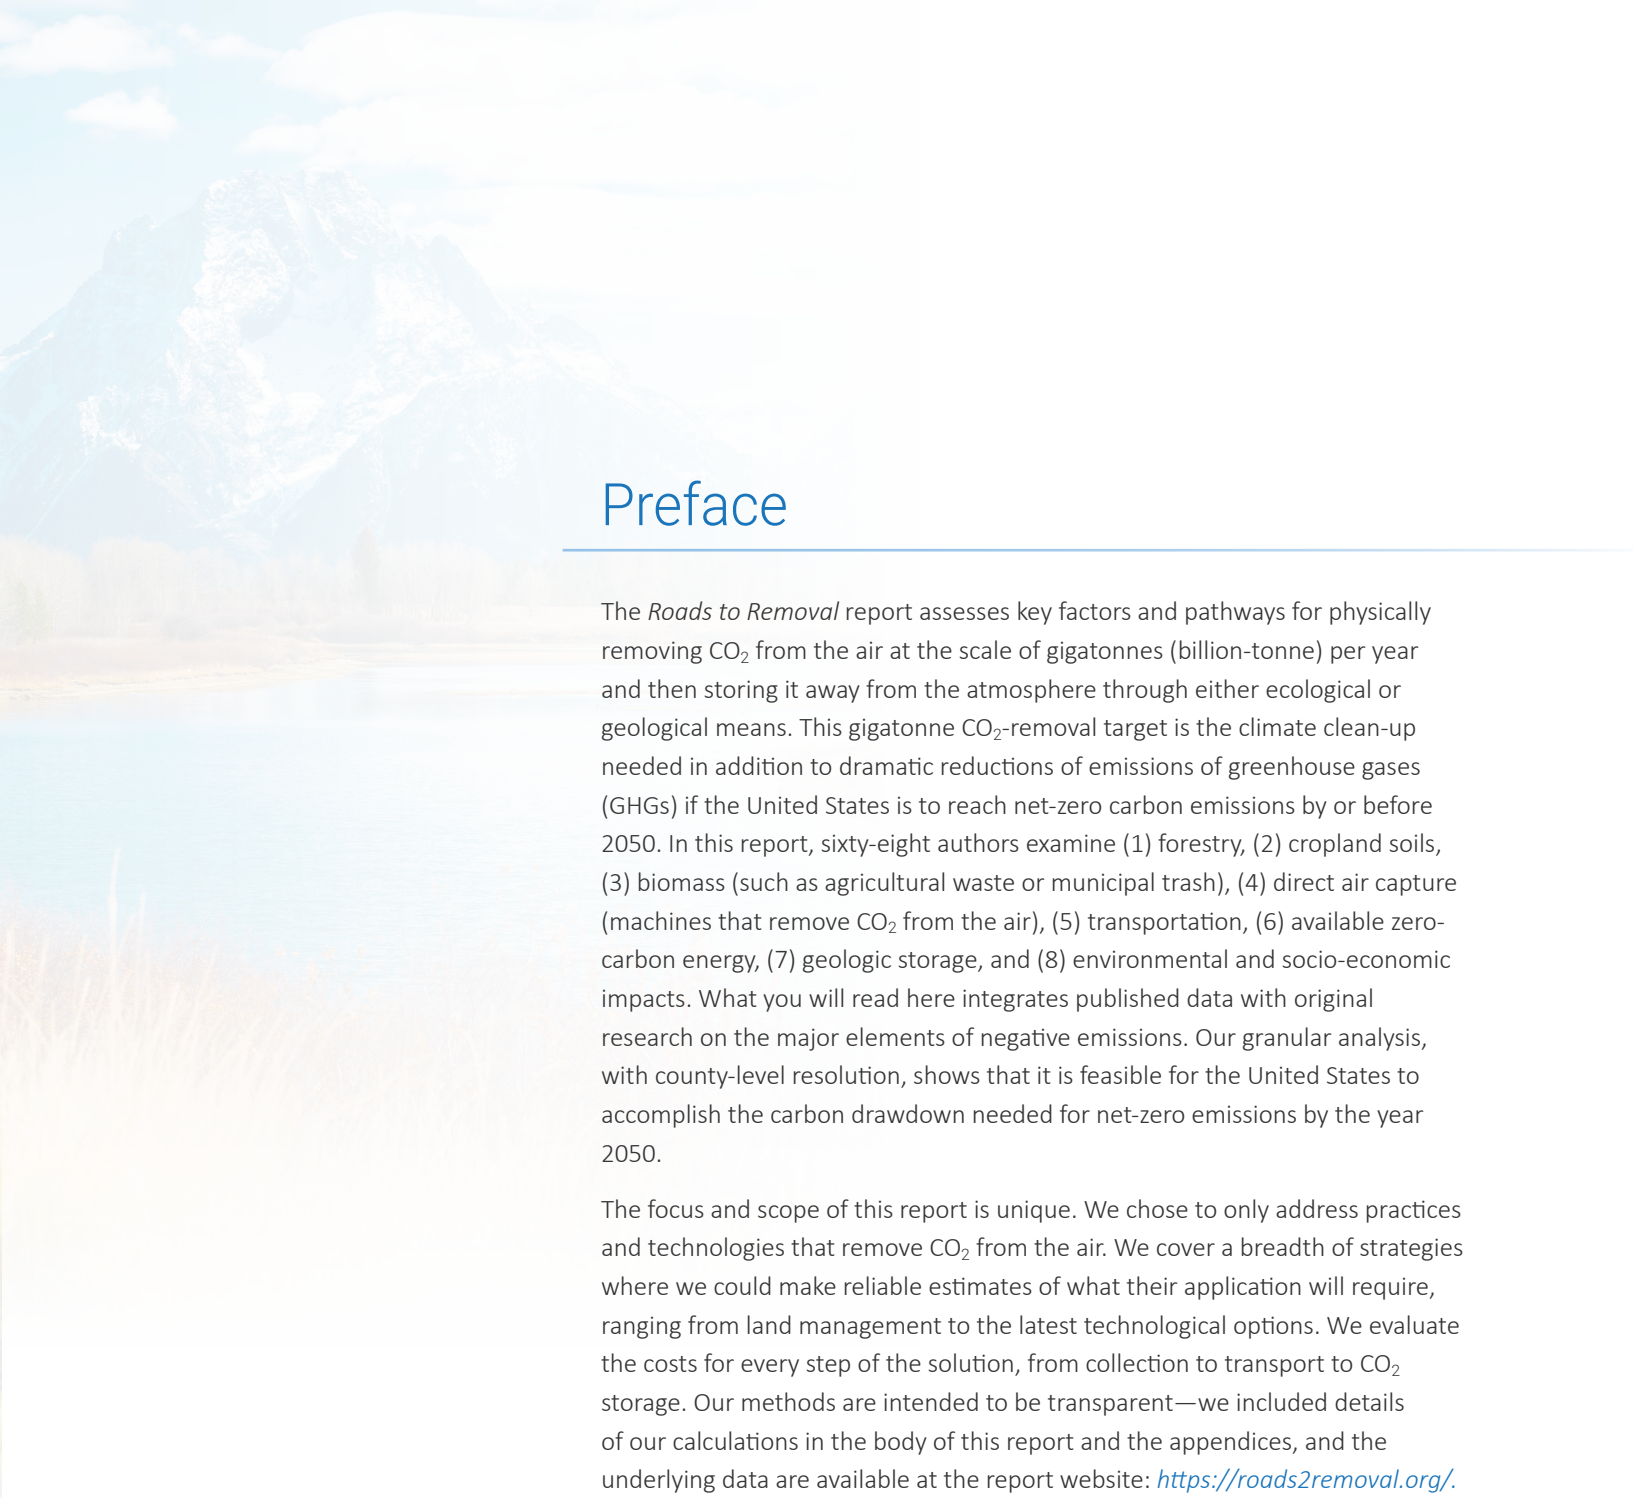 Preface
The Roads to Removal report assesses key factors and pathways for physically
removing CO₂ from the air at the scale of gigatonnes (billion-tonne) per year
and then storing it away from the atmosphere through either ecological or
geological means. This gigatonne CO₂-removal target is the climate clean-up
needed in addition to dramatic reductions of emissions of greenhouse gases
(GHGs) if the United States is to reach net-zero carbon emissions by or before
2050. In this report, sixty-eight authors examine (1) forestry, (2) cropland soils,
(3) biomass (such as agricultural waste or municipal trash), (4) direct air capture
(machines that remove CO₂ from the air), (5) transportation, (6) available zero-
carbon energy, (7) geologic storage, and (8) environmental and socio-economic
impacts. What you will read here integrates published data with original
research on the major elements of negative emissions. Our granular analysis,
with county-level resolution, shows that it is feasible for the United States to
accomplish the carbon drawdown needed for net-zero emissions by the year
2050.
The focus and scope of this report is unique. We chose to only address practices
and technologies that remove CO₂ from the air. We cover a breadth of strategies
where we could make reliable estimates of what their application will require,
ranging from land management to the latest technological options. We evaluate
the costs for every step of the solution, from collection to transport to CO₂
storage. Our methods are intended to be transparent—we included details
of our calculations in the body of this report and the appendices, and the
underlying data are available at the report website: https://roads2removal.org/.